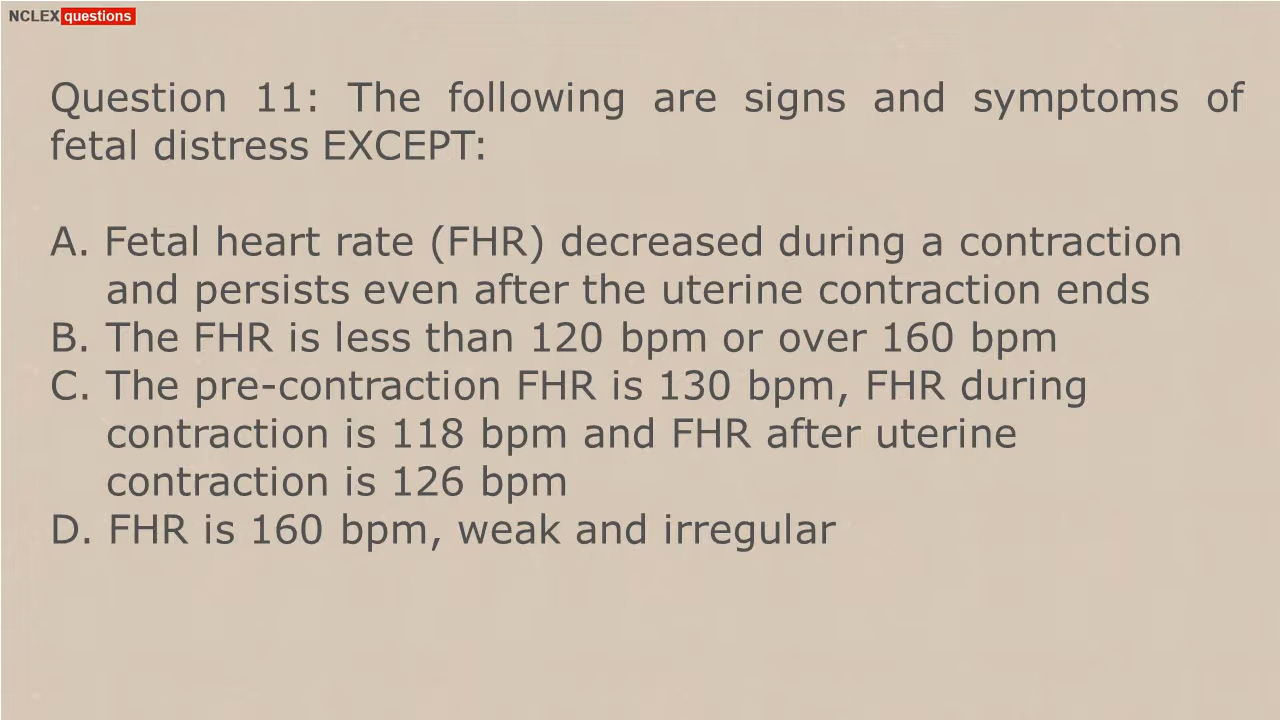 NCLEX questions
Question 11: The following are signs and symptoms of
fetal distress EXCEPT:
A. Fetal heart rate (FHR) decreased during a contraction
and persists even after the uterine contraction ends
B. The FHR is less than 120 bpm or over 160 bpm
C. The pre-contraction FHR is 130 bpm, FHR during
contraction is 118 bpm and FHR after uterine
contraction is 126 bpm
D. FHR is 160 bpm, weak and irregular